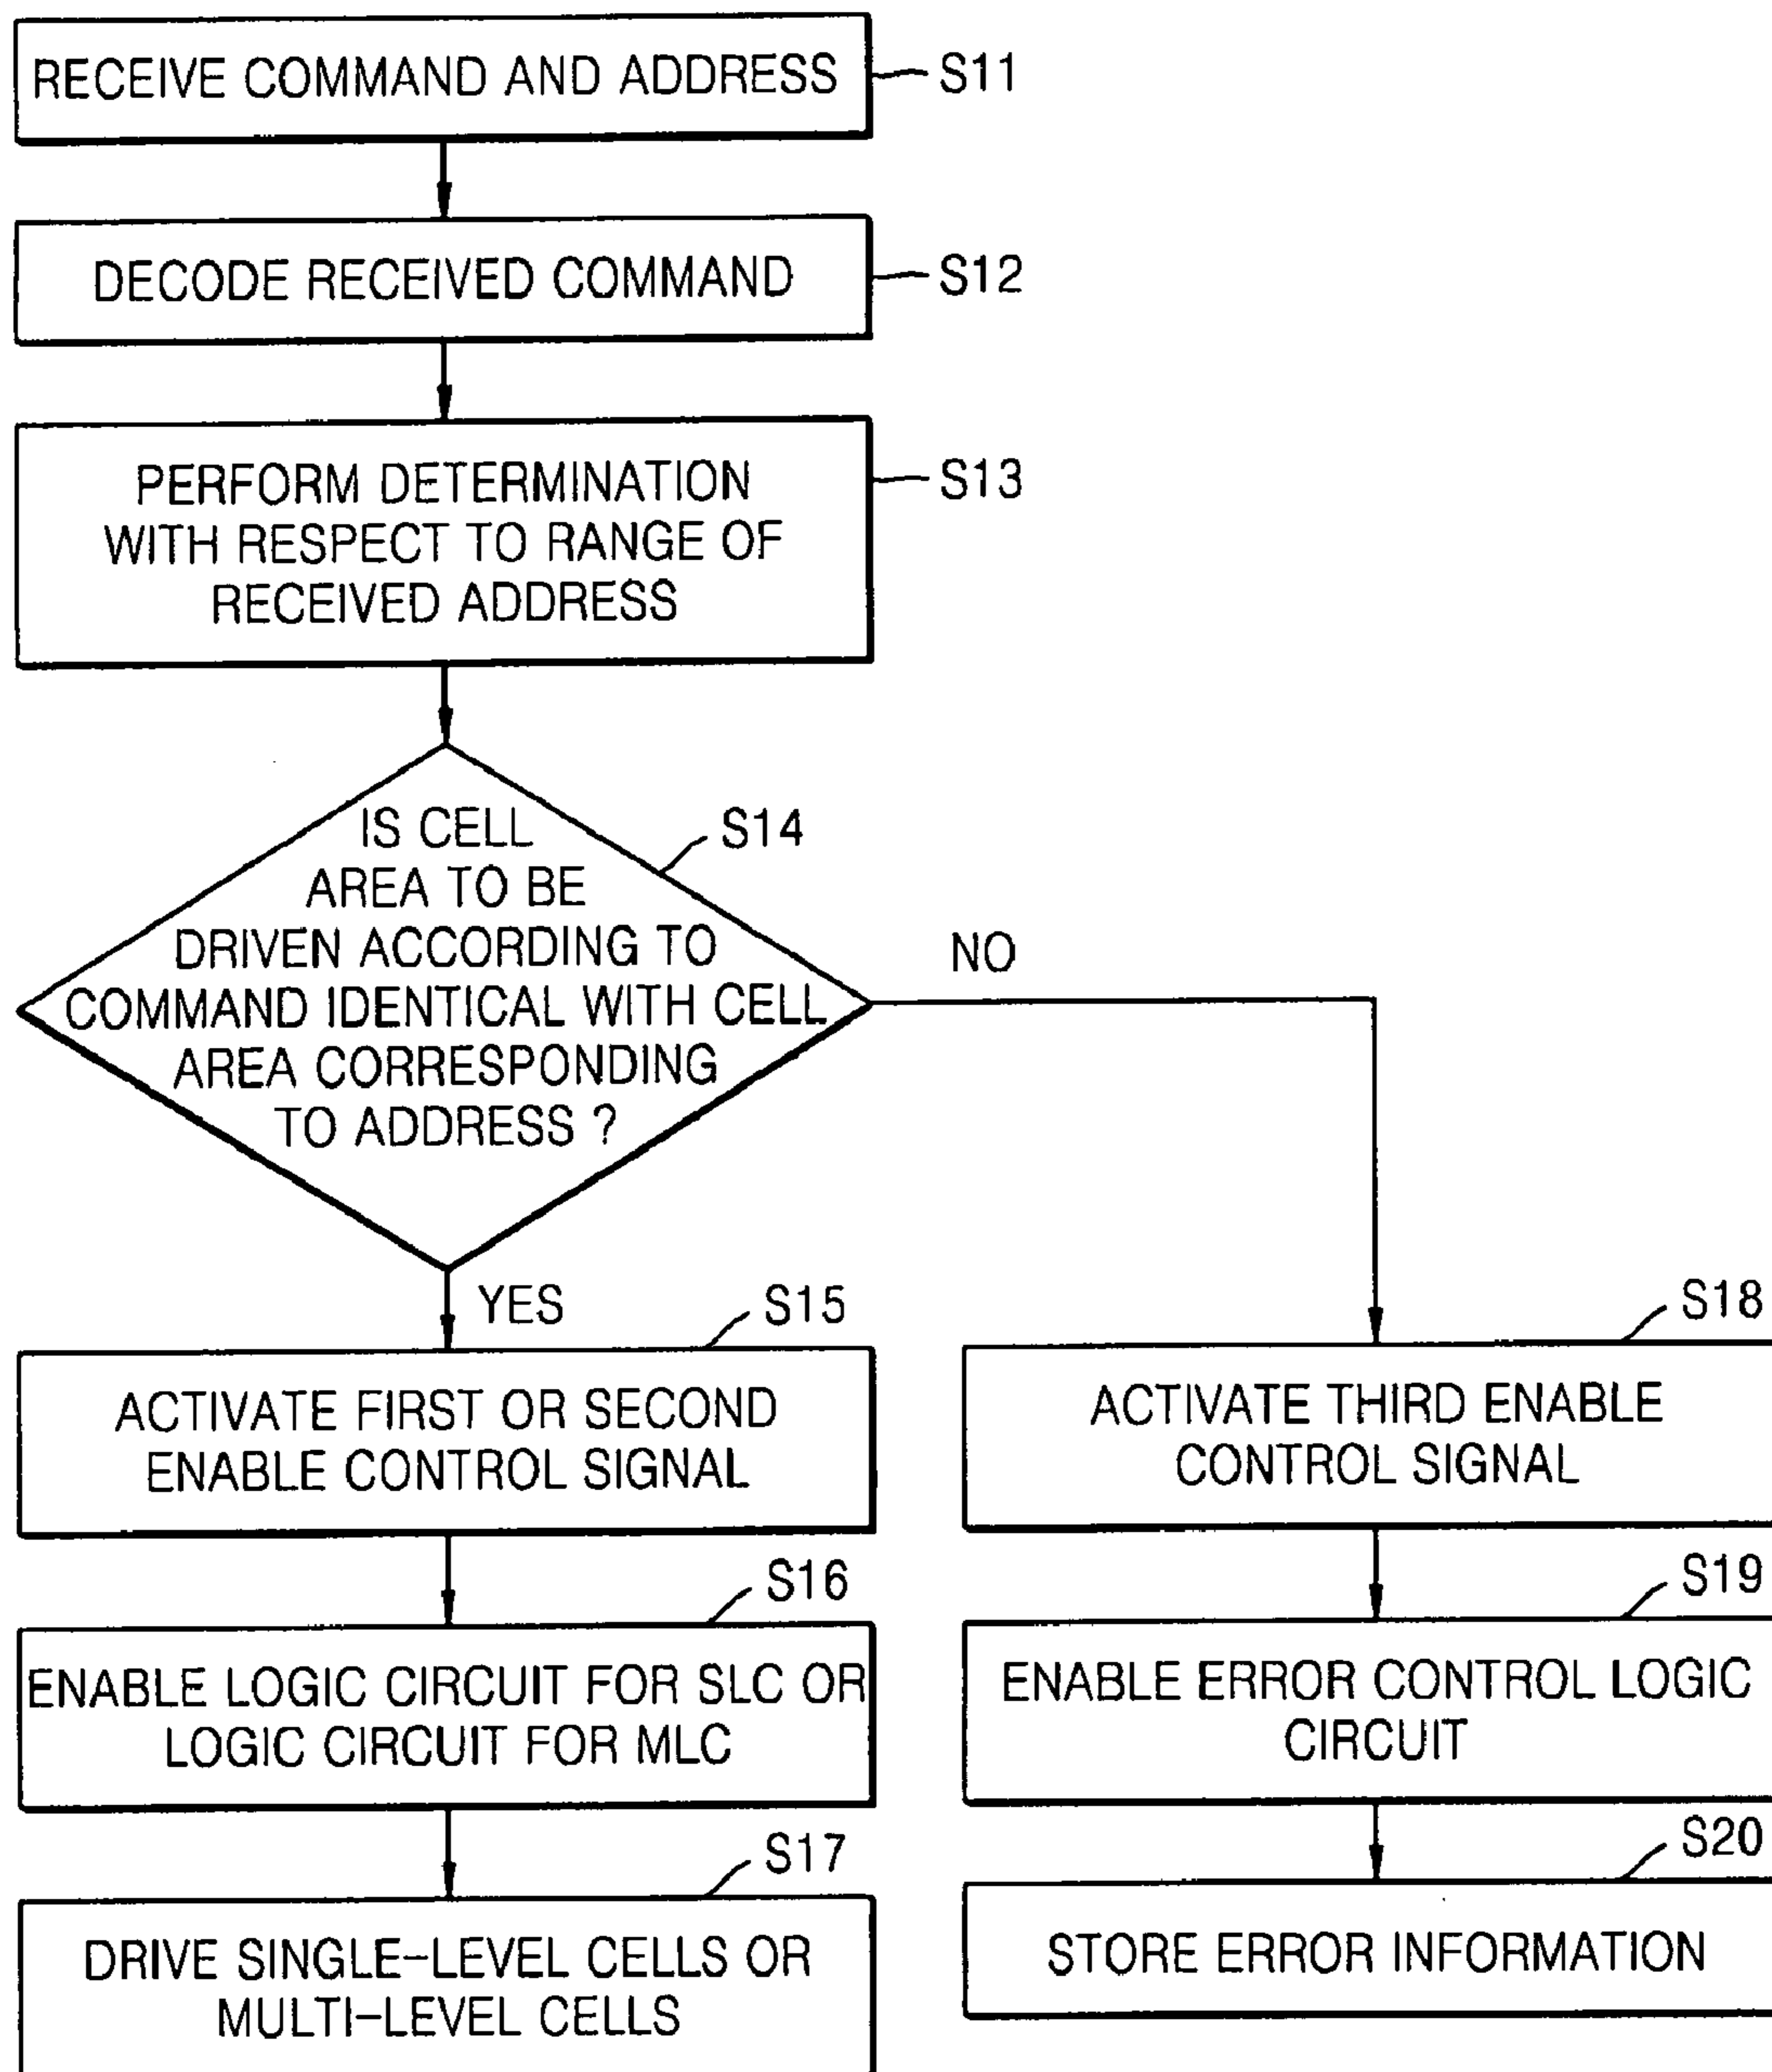 RECEIVE COMMAND AND ADDRESS
S11
DECODE RECEIVED COMMAND
S12
PERFORM DETERMINATION
WITH RESPECT TO RANGE OF
RECEIVED ADDRESS
S13
IS CELL
AREA TO BE
DRIVEN ACCORDING TO
COMMAND IDENTICAL WITH CELL
AREA CORRESPONDING
TO ADDRESS ?
S14
NO
YES
S15
ACTIVATE FIRST OR SECOND
ENABLE CONTROL SIGNAL
S16
ENABLE LOGIC CIRCUIT FOR SLC OR
LOGIC CIRCUIT FOR MLC
S17
DRIVE SINGLE-LEVEL CELLS OR
MULTI-LEVEL CELLS
S18
ACTIVATE THIRD ENABLE
CONTROL SIGNAL
S19
ENABLE ERROR CONTROL LOGIC
CIRCUIT
S20
STORE ERROR INFORMATION